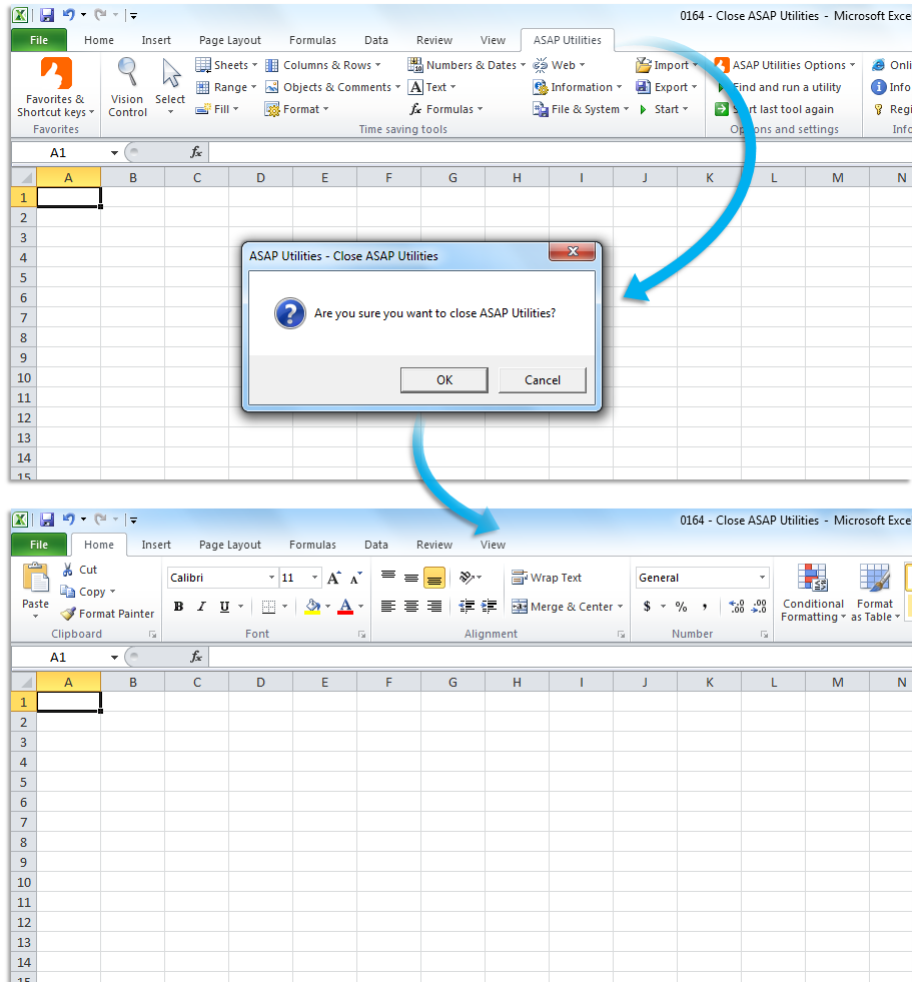 0164 - Close ASAP Utilities - Microsoft Exce
File Home Insert Page Layout Formulas Data Review View ASAP Utilities
Sheets Columns & Rows Numbers & Dates Web Import ASAP Utilities Options Onli
Range Objects & Comments Text Information Export Find and run a utility Info
Favorites & Shortcut keys Vision Control Select Fill Format Formulas File & System Start Start last tool again Regi
Favorites Time saving tools Options and settings Info
A1 fx
A B C D E F G H I J K L M N
1
2
3
4
5
6
7
8
9
10
11
12
13
14
15
ASAP Utilities - Close ASAP Utilities
Are you sure you want to close ASAP Utilities?
OK Cancel
0164 - Close ASAP Utilities - Microsoft Exce
File Home Insert Page Layout Formulas Data Review View
Cut Calibri 11 A A Wrap Text General
Copy
Paste Format Painter B I U A Merge & Center $ % , .0 .00 .00 .0 Conditional Formatting Format as Table
Clipboard Font Alignment Number
A1 fx
A B C D E F G H I J K L M N
1
2
3
4
5
6
7
8
9
10
11
12
13
14
15